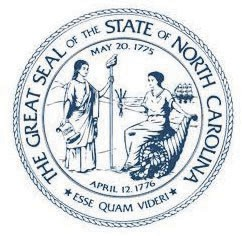 THE GREAT SEAL OF THE STATE OF NORTH CAROLINA
MAY 20, 1775
APRIL 12, 1776
★ ESSE QUAM VIDERI ★